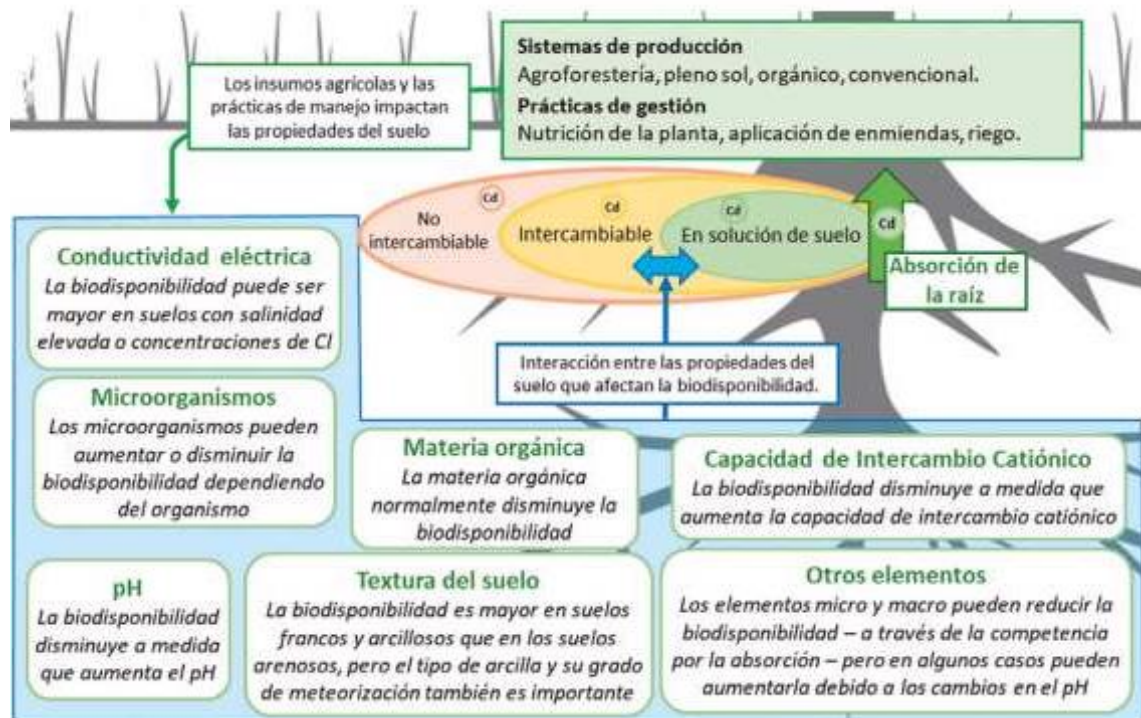 Sistemas de producción
Agroforestería, pleno sol, orgánico, convencional.
Prácticas de gestión
Nutrición de la planta, aplicación de enmiendas, riego.
Los insumos agrícolas y las
prácticas de manejo impactan
las propiedades del suelo
Cd
No
intercambiable
Cd
Intercambiable
Cd
En solución de suelo
Cd
Absorción de
la raíz
Interacción entre las propiedades del
suelo que afectan la biodisponibilidad.
Conductividad eléctrica
La biodisponibilidad puede ser
mayor en suelos con salinidad
elevada o concentraciones de Cl
Microorganismos
Los microorganismos pueden
aumentar o disminuir la
biodisponibilidad dependiendo
del organismo
Materia orgánica
La materia orgánica
normalmente disminuye la
biodisponibilidad
Capacidad de Intercambio Catiónico
La biodisponibilidad disminuye a medida que
aumenta la capacidad de intercambio catiónico
pH
La biodisponibilidad
disminuye a medida
que aumenta el pH
Textura del suelo
La biodisponibilidad es mayor en suelos
francos y arcillosos que en los suelos
arenosos, pero el tipo de arcilla y su grado
de meteorización también es importante
Otros elementos
Los elementos micro y macro pueden reducir la
biodisponibilidad – a través de la competencia
por la absorción – pero en algunos casos pueden
aumentarla debido a los cambios en el pH